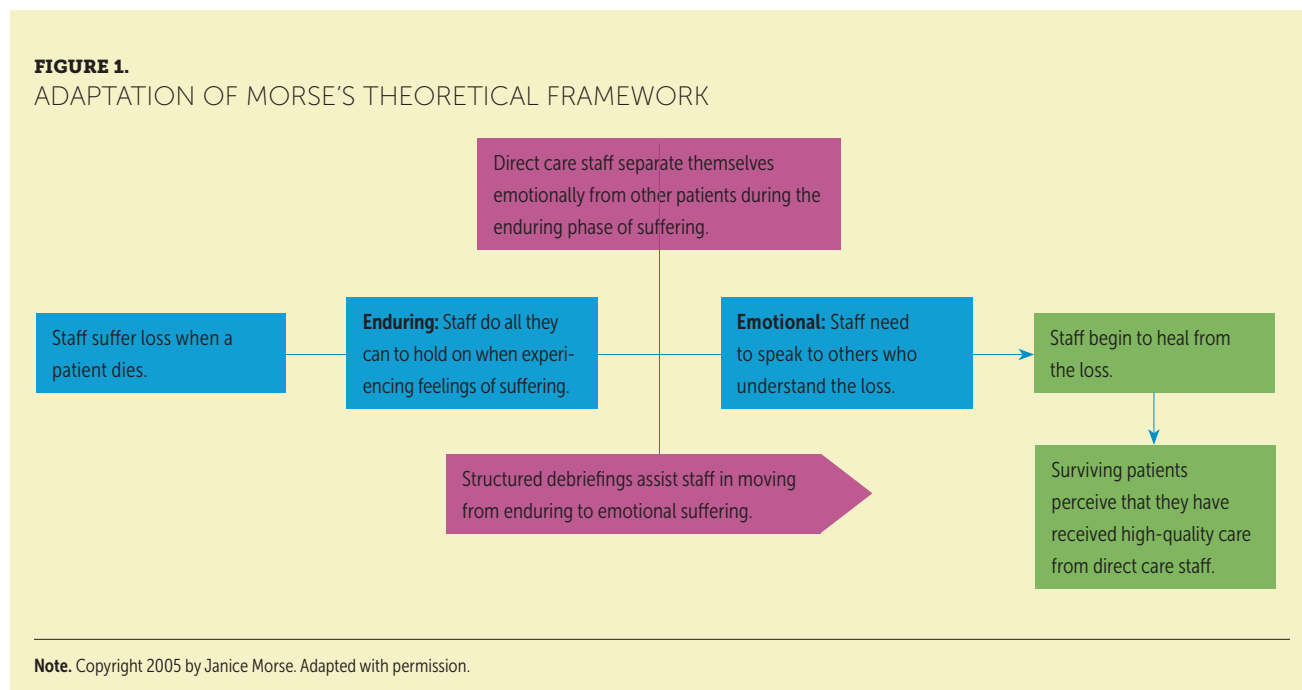 FIGURE 1.
ADAPTATION OF MORSE'S THEORETICAL FRAMEWORK
Direct care staff separate themselves
emotionally from other patients during the
enduring phase of suffering.
Staff suffer loss when a
patient dies.
Enduring: Staff do all they
can to hold on when experi-
encing feelings of suffering.
Emotional: Staff need
to speak to others who
understand the loss.
Staff begin to heal from
the loss.
Structured debriefings assist staff in moving
from enduring to emotional suffering.
Surviving patients
perceive that they have
received high-quality care
from direct care staff.
Note. Copyright 2005 by Janice Morse. Adapted with permission.